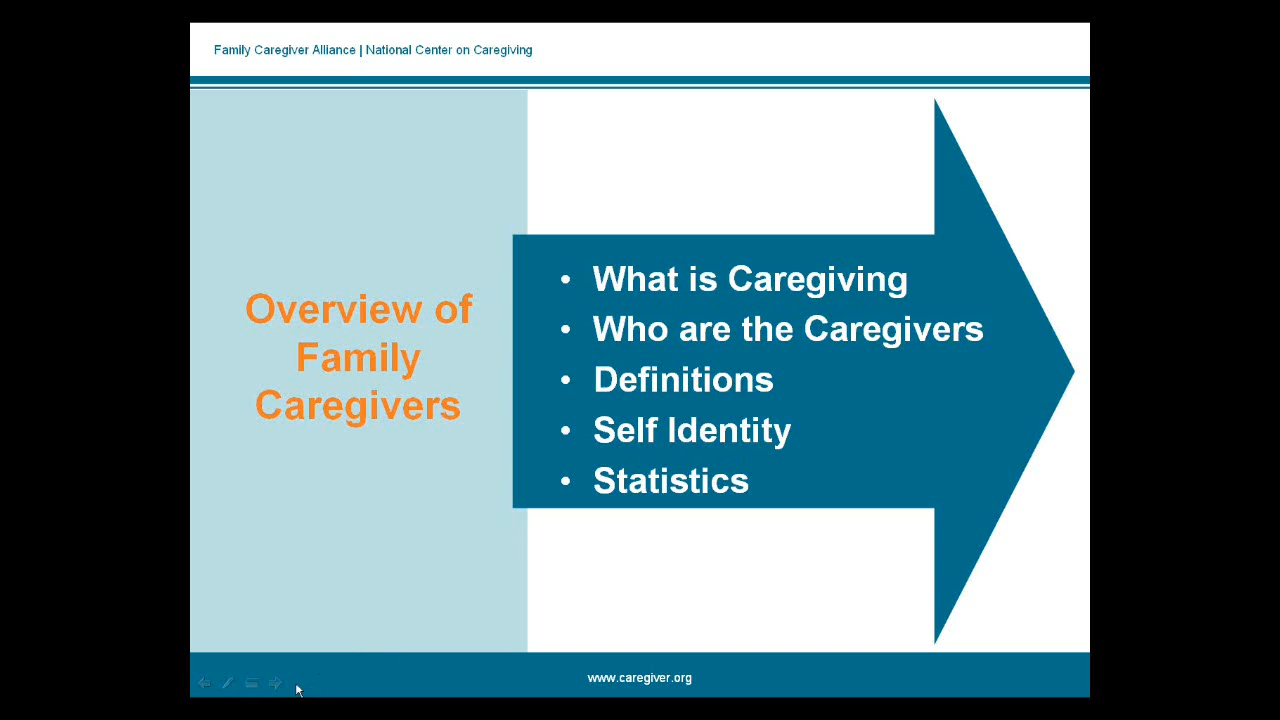 Family Caregiver Alliance | National Center on Caregiving
Overview of
Family
Caregivers
• What is Caregiving
• Who are the Caregivers
• Definitions
• Self Identity
• Statistics
www.caregiver.org